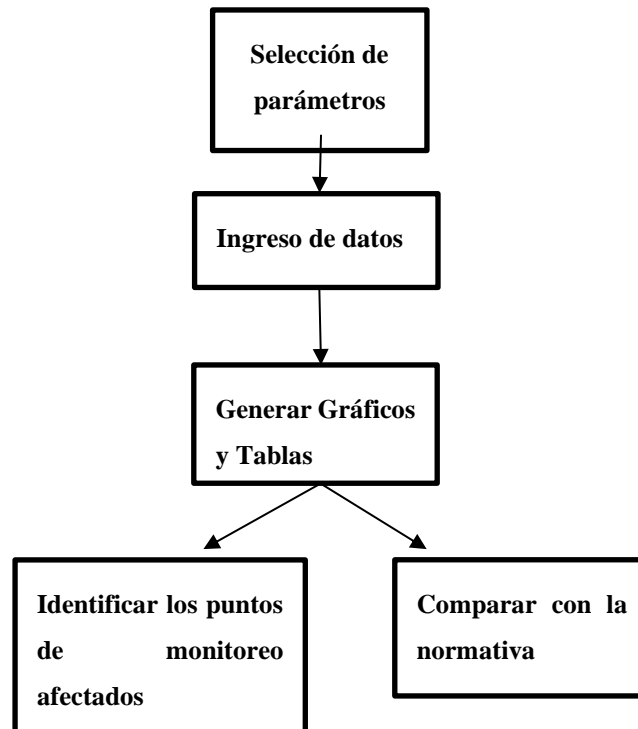 Selección de
parámetros
Ingreso de datos
Generar Gráficos
y Tablas
Identificar los puntos
de monitoreo
afectados
Comparar con la
normativa